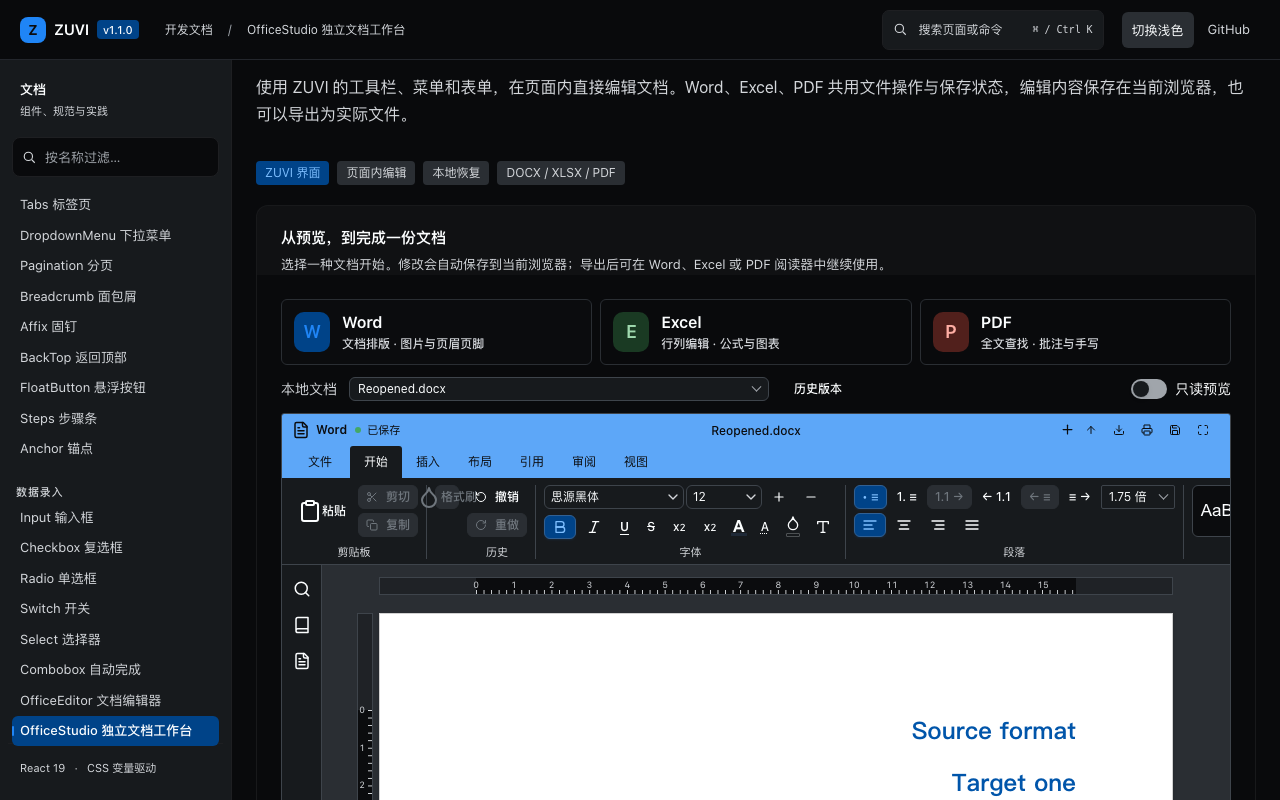 Z ZUVI v1.1.0 开发文档 / OfficeStudio 独立文档工作台 搜索页面或命令 ⌘ / Ctrl K 切换浅色 GitHub
文档
组件、规范与实践
按名称过滤...
Tabs 标签页
DropdownMenu 下拉菜单
Pagination 分页
Breadcrumb 面包屑
Affix 固钉
BackTop 返回顶部
FloatButton 悬浮按钮
Steps 步骤条
Anchor 锚点
数据录入
Input 输入框
Checkbox 复选框
Radio 单选框
Switch 开关
Select 选择器
Combobox 自动完成
OfficeEditor 文档编辑器
OfficeStudio 独立文档工作台
React 19 · CSS 变量驱动
使用 ZUVI 的工具栏、菜单和表单，在页面内直接编辑文档。Word、Excel、PDF 共用文件操作与保存状态，编辑内容保存在当前浏览器，也
可以导出为实际文件。
ZUVI 界面 页面内编辑 本地恢复 DOCX / XLSX / PDF
从预览，到完成一份文档
选择一种文档开始。修改会自动保存到当前浏览器；导出后可在 Word、Excel 或 PDF 阅读器中继续使用。
W Word
文档排版 · 图片与页眉页脚
E Excel
行列编辑 · 公式与图表
P PDF
全文查找 · 批注与手写
本地文档 Reopened.docx 历史版本 只读预览
Word 已保存 Reopened.docx
文件 开始 插入 布局 引用 审阅 视图
粘贴 剪切 格式刷 撤销 思源黑体 12 1. 1.1 1.1 1.75 倍 AaB
复制 重做 B I U S x2 x2 A A T
剪贴板 历史 字体 段落
0 1 2 3 4 5 6 7 8 9 10 11 12 13 14 15
0
1
2
Source format
Target one